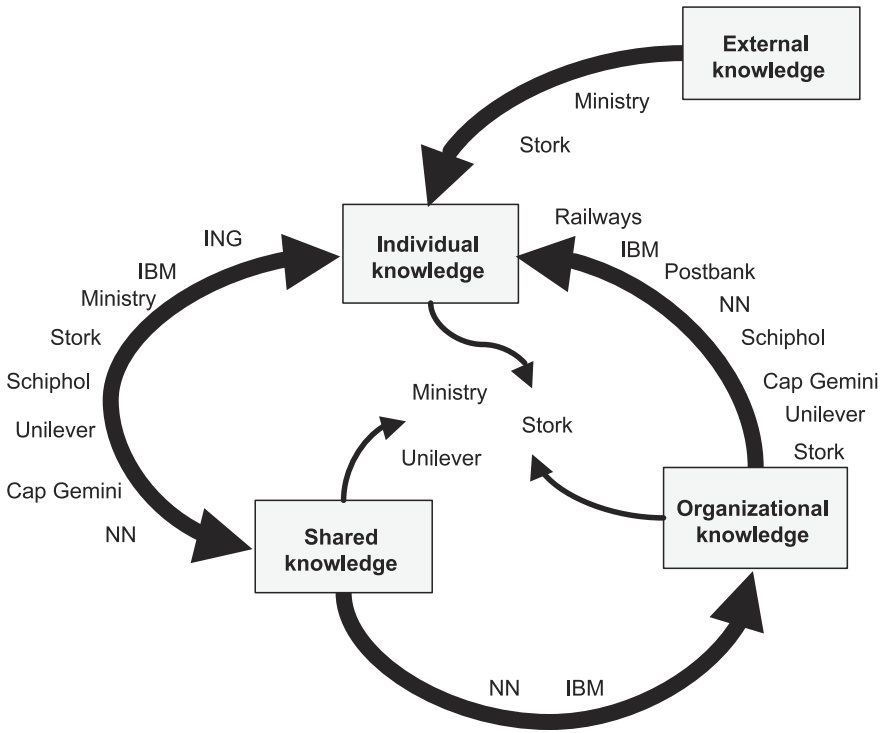 External
knowledge
Ministry
Stork
Individual
knowledge
Railways
IBM
Postbank
NN
Schiphol
Cap Gemini
Unilever
Stork
ING
IBM
Ministry
Stork
Schiphol
Unilever
Cap Gemini
NN
Ministry
Stork
Unilever
Shared
knowledge
Organizational
knowledge
NN
IBM